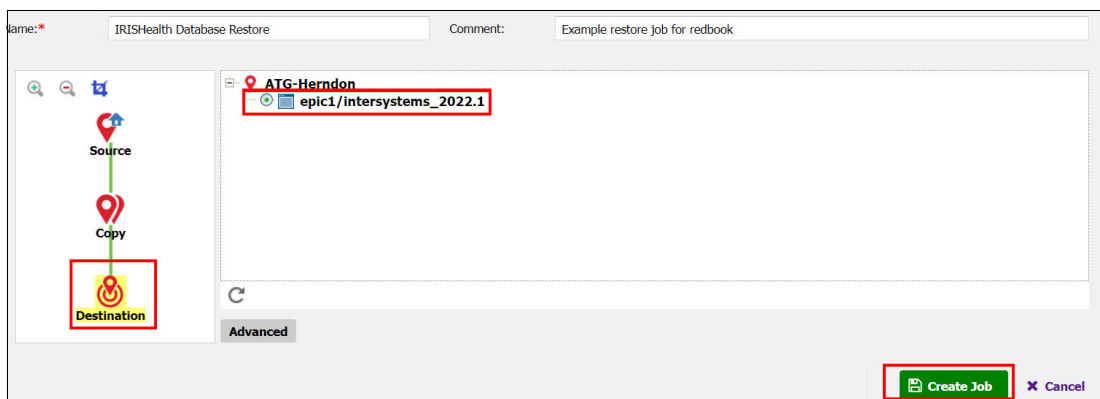 Name:* IRISHealth Database Restore Comment: Example restore job for redbook
ATG-Herndon
epic1/intersystems_2022.1
Source
Copy
Destination
Advanced
Create Job Cancel